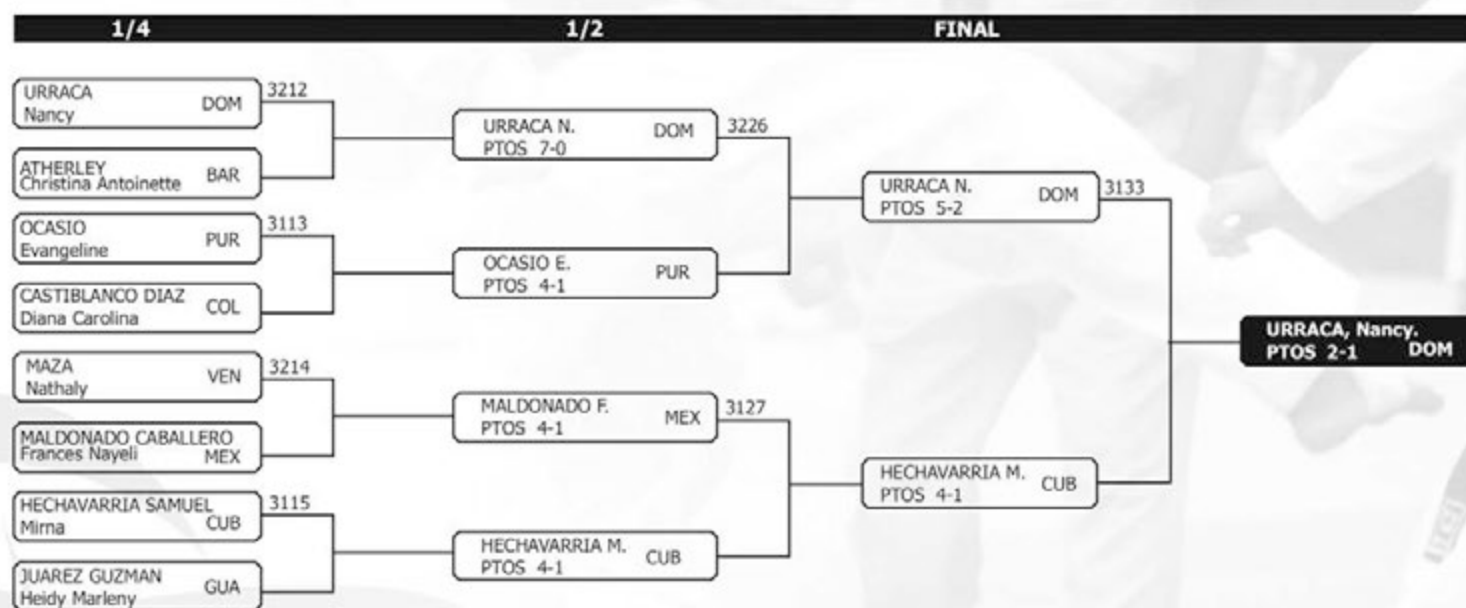 1/4 1/2 FINAL
URRACA
Nancy DOM
3212
ATHERLEY
Christina Antoinette BAR
OCASIO
Evangeline PUR
3113
CASTIBLANCO DIAZ
Diana Carolina COL
MAZA
Nathaly VEN
3214
MALDONADO CABALLERO
Frances Nayeli MEX
HECHAVARRIA SAMUEL
Mirna CUB
3115
JUAREZ GUZMAN
Heidy Marleny GUA
URRACA N. DOM
PTOS 7-0
3226
OCASIO E. PUR
PTOS 4-1
MALDONADO F. MEX
PTOS 4-1
3127
HECHAVARRIA M. CUB
PTOS 4-1
URRACA N. DOM
PTOS 5-2
3133
HECHAVARRIA M. CUB
PTOS 4-1
URRACA, Nancy.
PTOS 2-1 DOM